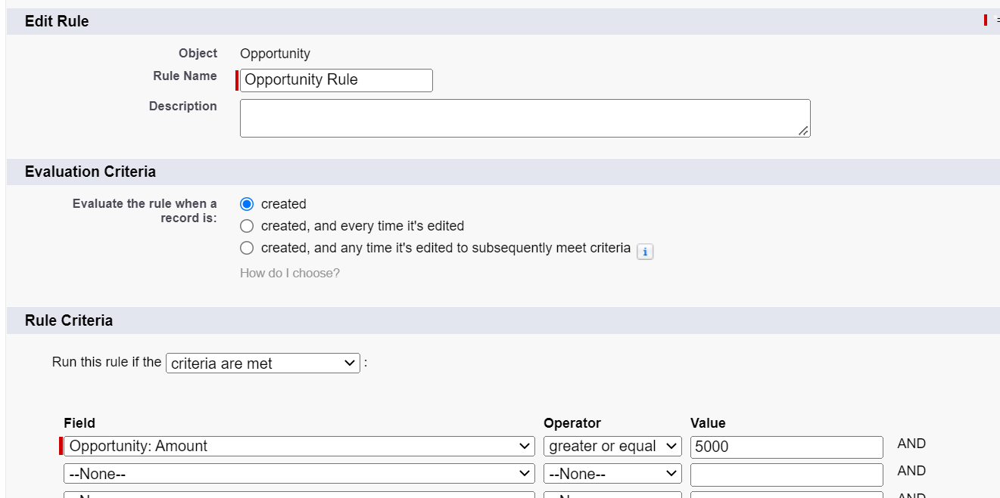 Edit Rule
Object Opportunity
Rule Name Opportunity Rule
Description
Evaluation Criteria
Evaluate the rule when a record is:
created
created, and every time it's edited
created, and any time it's edited to subsequently meet criteria i
How do I choose?
Rule Criteria
Run this rule if the criteria are met :
Field Operator Value
Opportunity: Amount greater or equal 5000 AND
--None-- --None-- AND